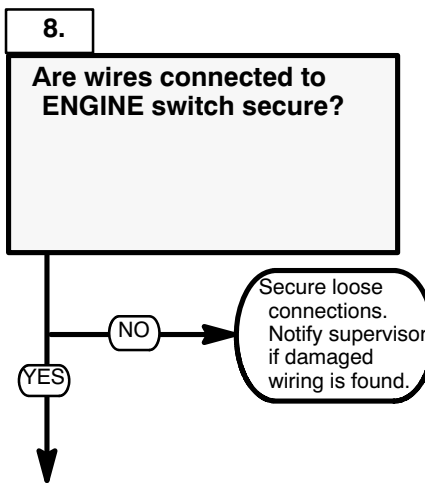 8.
Are wires connected to
ENGINE switch secure?
Secure loose
connections.
Notify supervisor
if damaged
wiring is found.
NO
YES